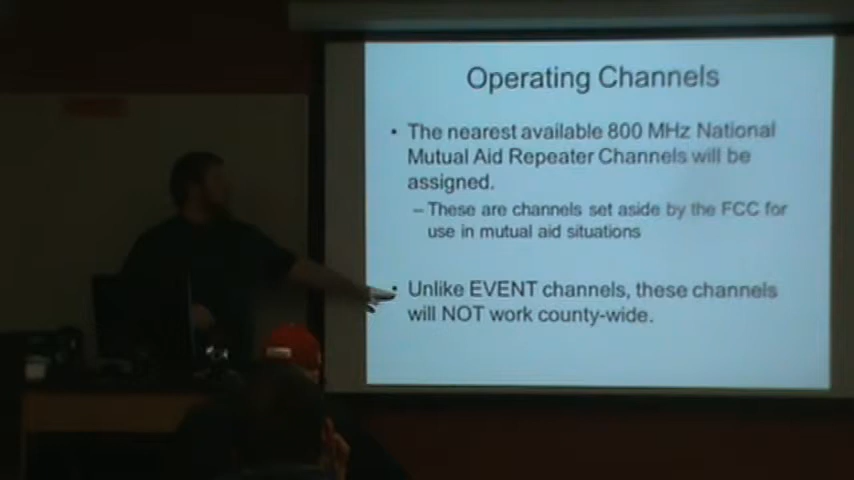 Operating Channels
• The nearest available 800 MHz National
Mutual Aid Repeater Channels will be
assigned.
– These are channels set aside by the FCC for
use in mutual aid situations
• Unlike EVENT channels, these channels
will NOT work county-wide.